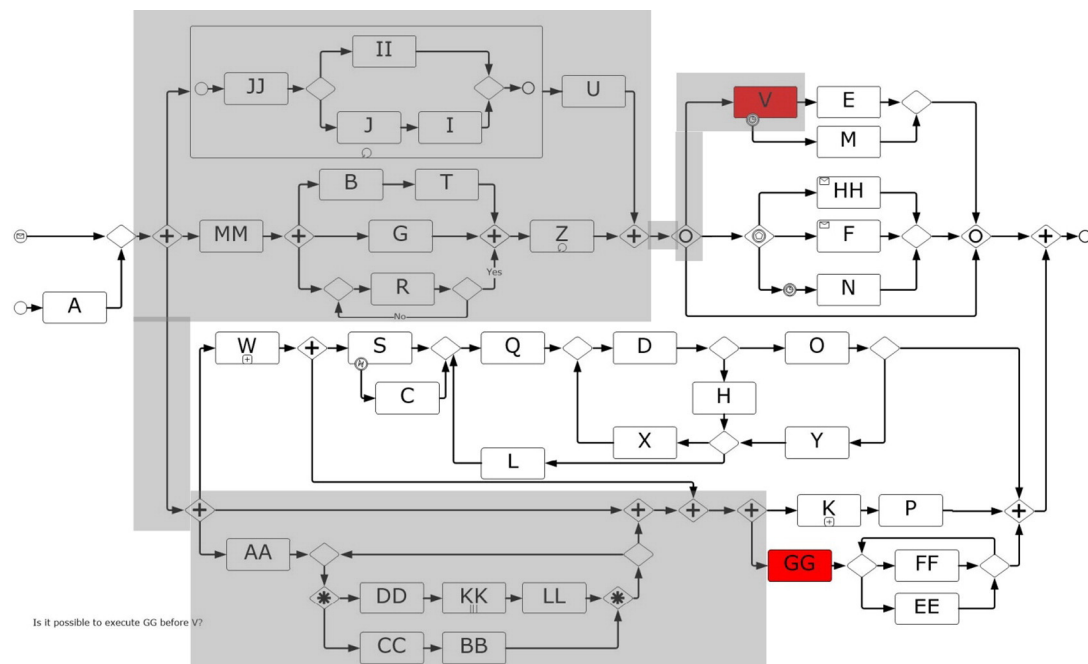 II
JJ
U
J I
V E
M
B T
HH
MM G Z F
Yes
R N
A
No
W S Q D O
C H
X Y
L
K P
AA GG FF
DD KK LL
EE
Is it possible to execute GG before V?
CC BB